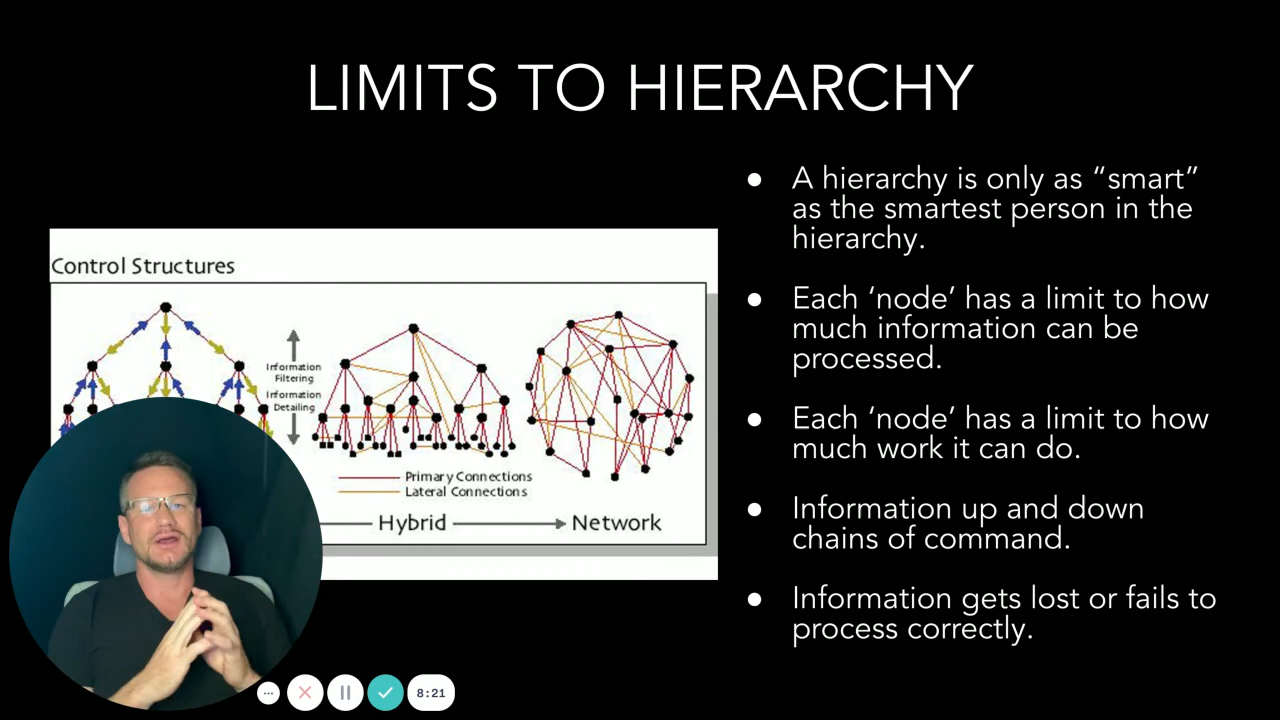 LIMITS TO HIERARCHY
Control Structures
Information
Filtering
Information
Detailing
Primary Connections
Lateral Connections
Hybrid
Network
● A hierarchy is only as “smart”
as the smartest person in the
hierarchy.
● Each ‘node’ has a limit to how
much information can be
processed.
● Each ‘node’ has a limit to how
much work it can do.
● Information up and down
chains of command.
● Information gets lost or fails to
process correctly.
8:21